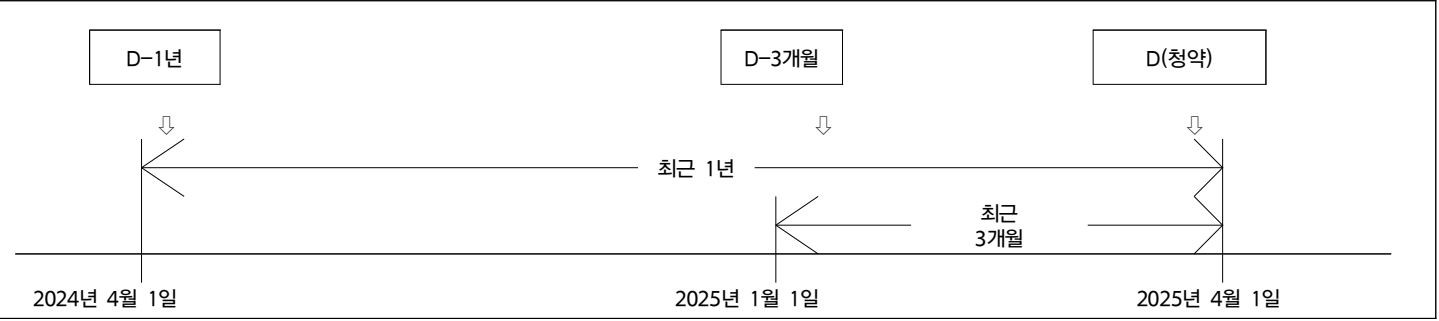 D-1년
D-3개월
D(청약)
최근 1년
최근
3개월
2024년 4월 1일
2025년 1월 1일
2025년 4월 1일